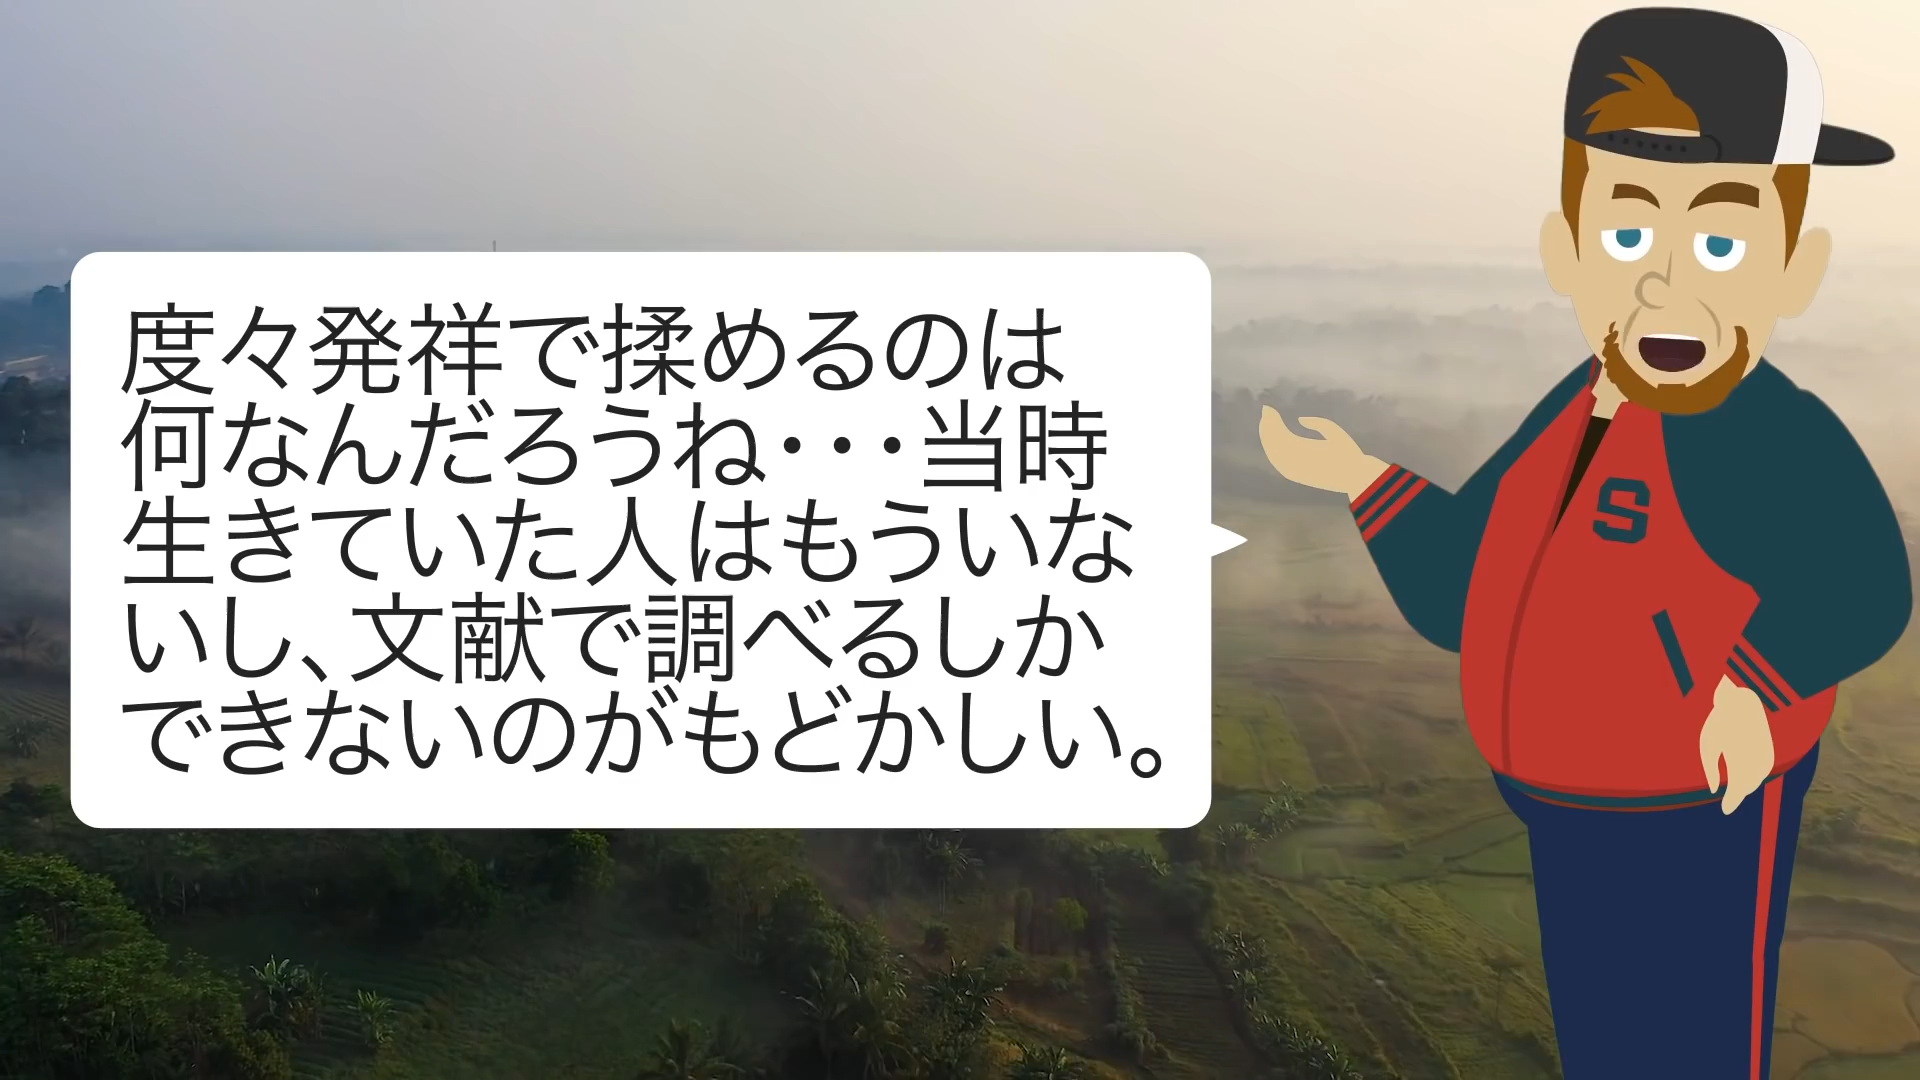 度々発祥で揉めるのは
何なんだろうね･･･当時
生きていた人はもういな
いし、文献で調べるしか
できないのがもどかしい。
S